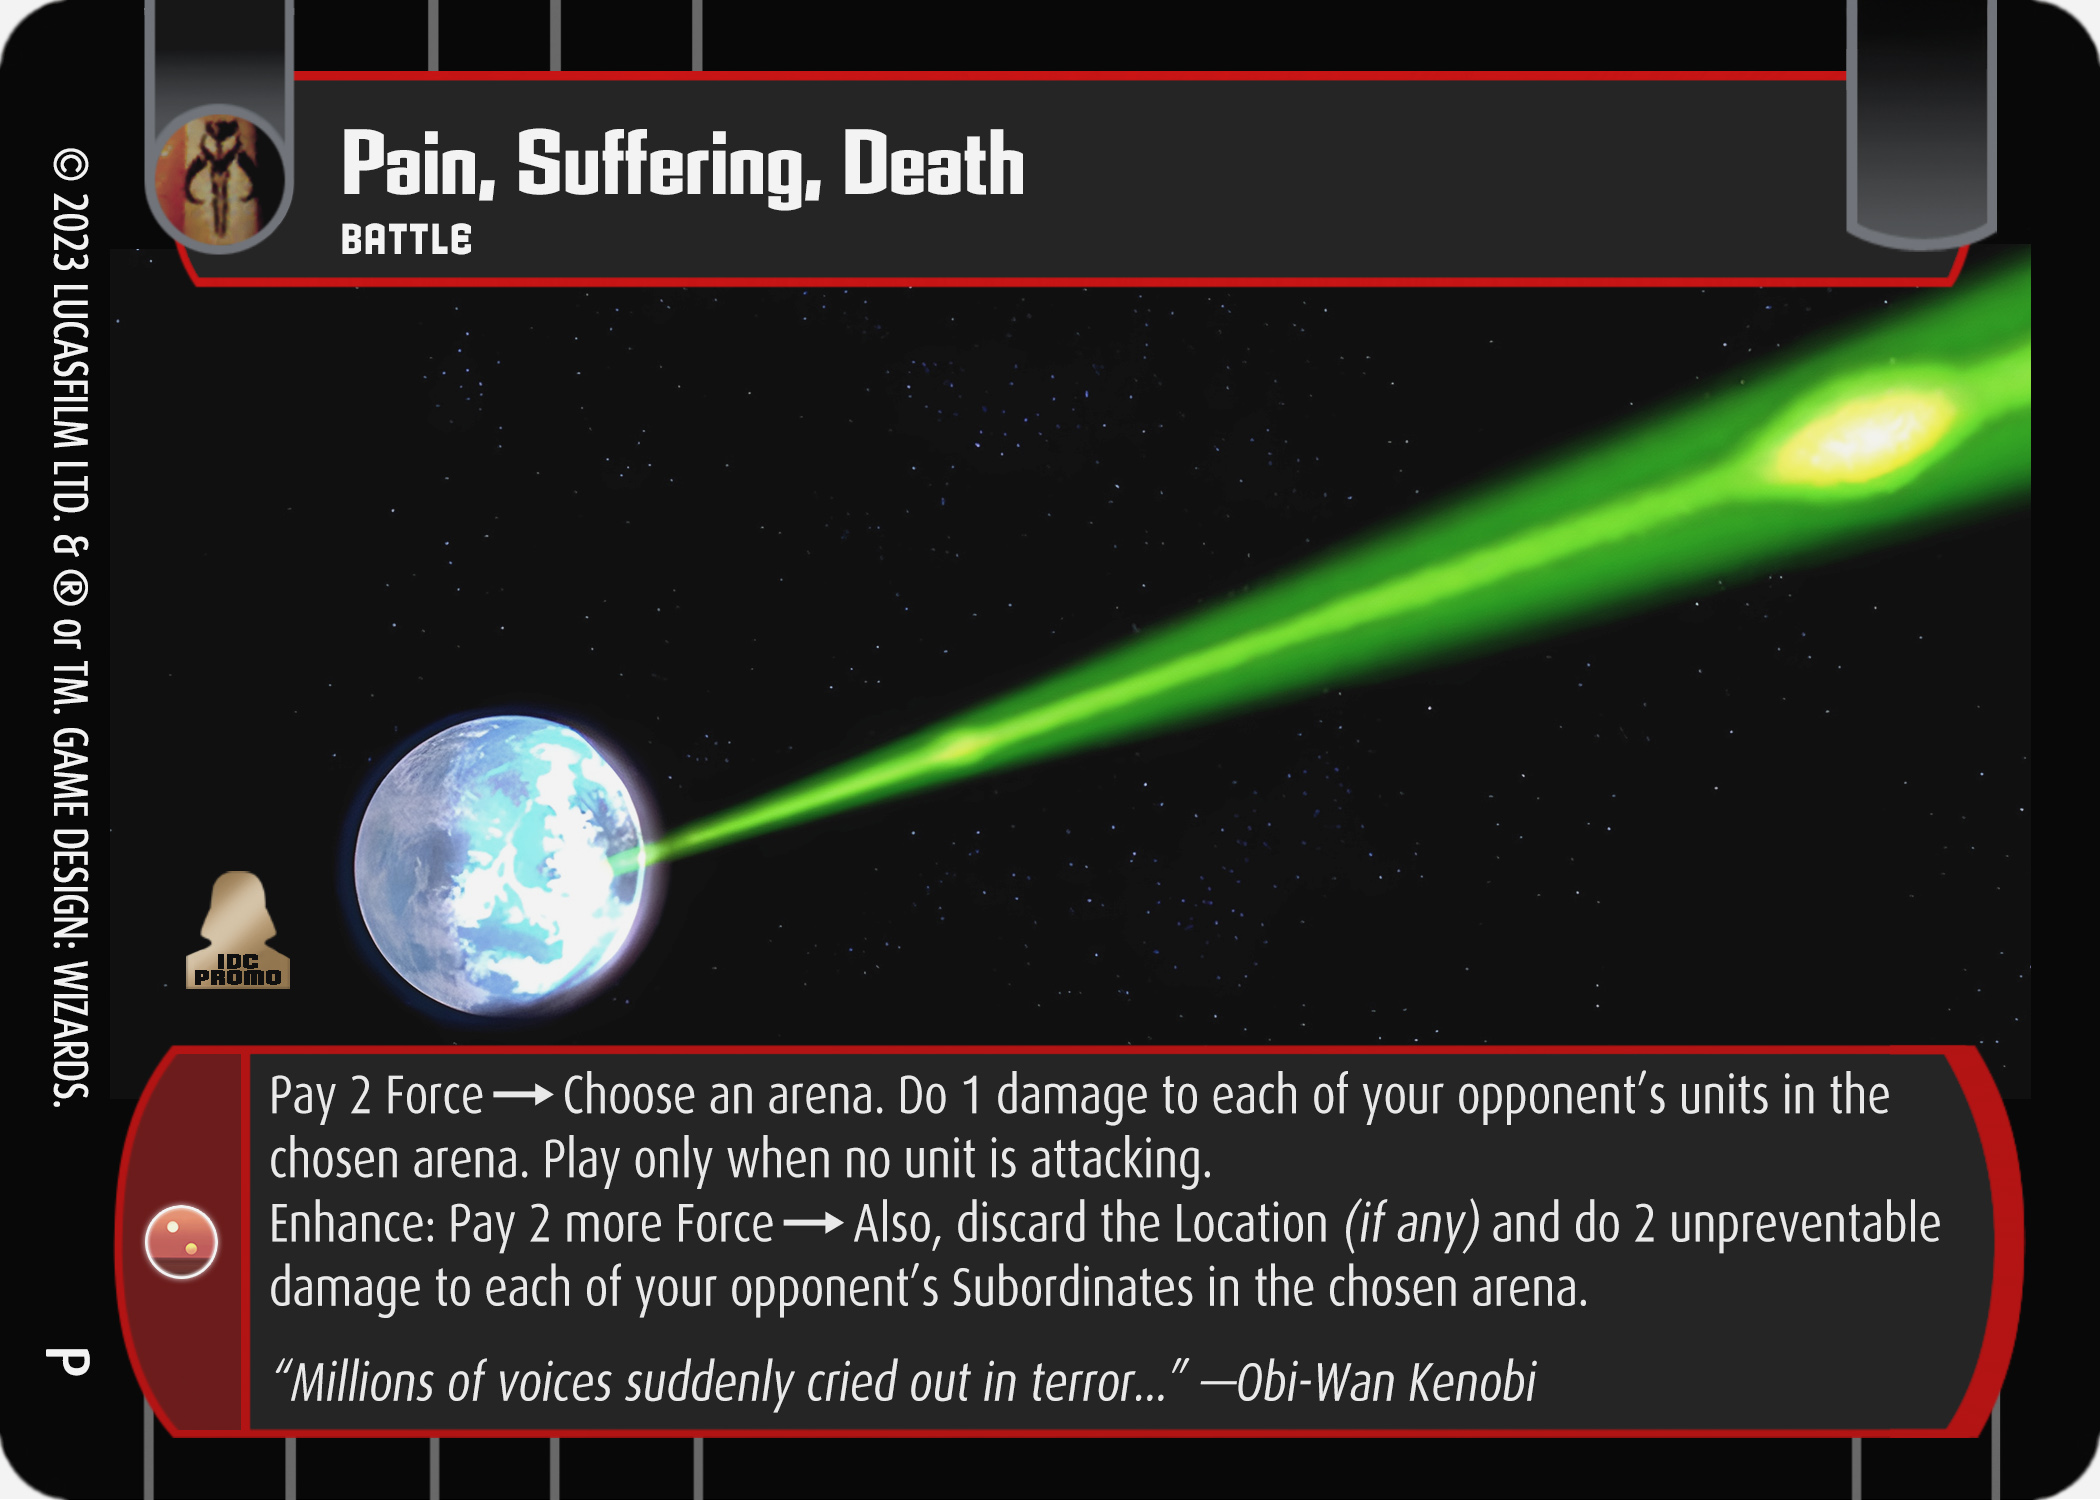 Pain, Suffering, Death
BATTLE
© 2023 LUCASFILM LTD. & ® or TM. GAME DESIGN: WIZARDS.
P
IDC
PROMO
Pay 2 Force → Choose an arena. Do 1 damage to each of your opponent's units in the
chosen arena. Play only when no unit is attacking.
Enhance: Pay 2 more Force → Also, discard the Location (if any) and do 2 unpreventable
damage to each of your opponent's Subordinates in the chosen arena.
“Millions of voices suddenly cried out in terror...” —Obi-Wan Kenobi